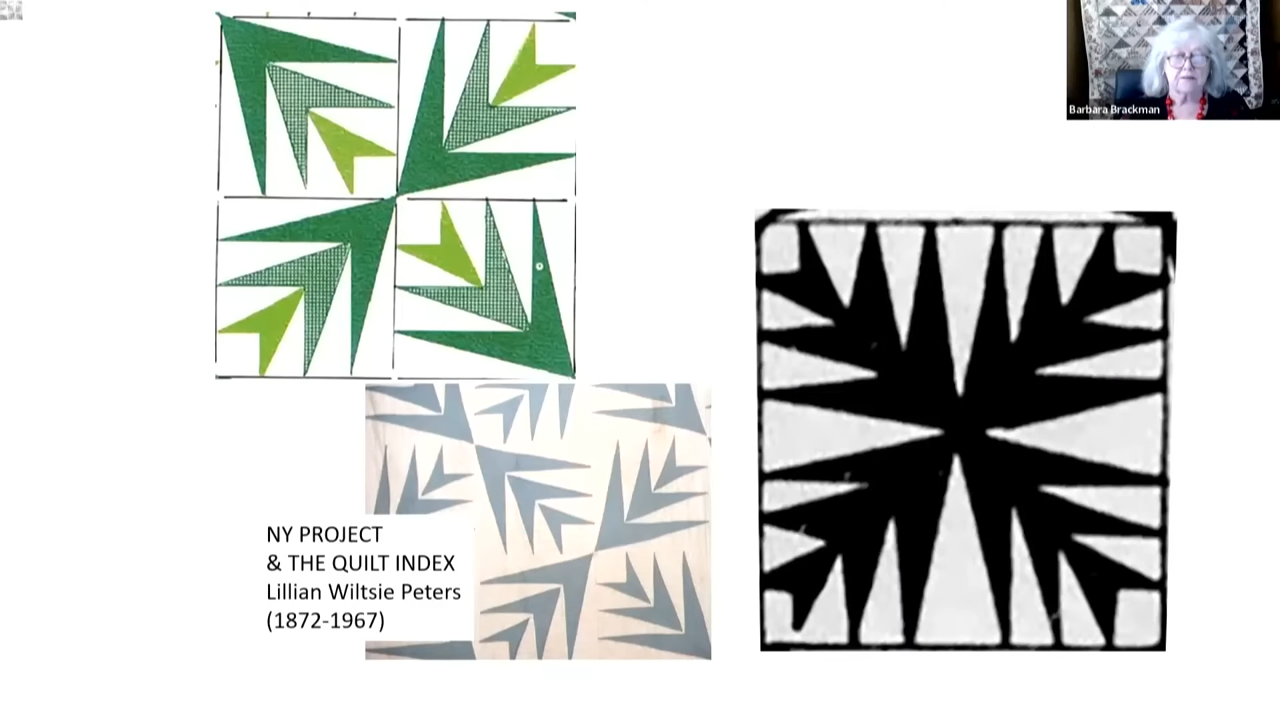 Barbara Brackman
NY PROJECT
& THE QUILT INDEX
Lillian Wiltsie Peters
(1872-1967)